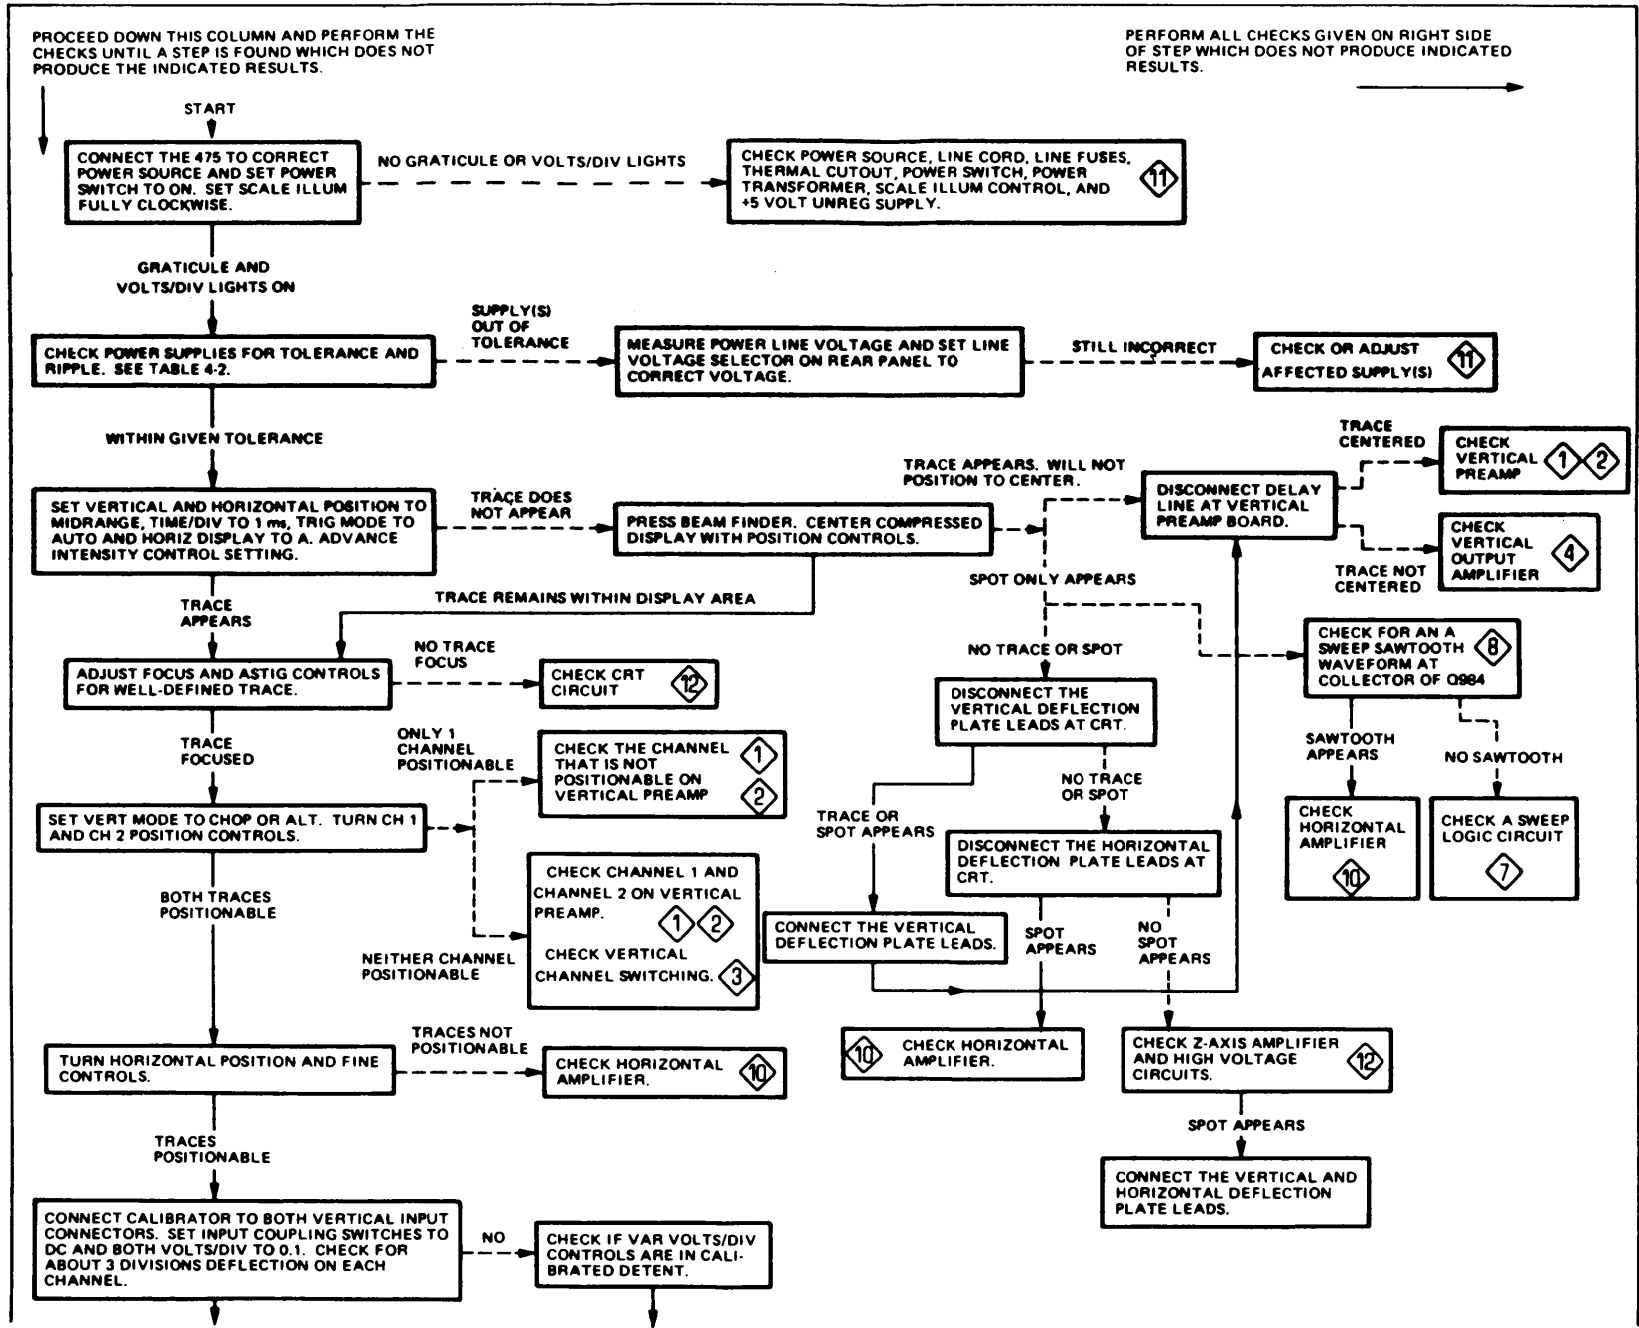 PROCEED DOWN THIS COLUMN AND PERFORM THE
CHECKS UNTIL A STEP IS FOUND WHICH DOES NOT
PRODUCE THE INDICATED RESULTS.
PERFORM ALL CHECKS GIVEN ON RIGHT SIDE
OF STEP WHICH DOES NOT PRODUCE INDICATED
RESULTS.
START
CONNECT THE 475 TO CORRECT
POWER SOURCE AND SET POWER
SWITCH TO ON. SET SCALE ILLUM
FULLY CLOCKWISE.
NO GRATICULE OR VOLTS/DIV LIGHTS
CHECK POWER SOURCE, LINE CORD, LINE FUSES,
THERMAL CUTOUT, POWER SWITCH, POWER
TRANSFORMER, SCALE ILLUM CONTROL, AND
+5 VOLT UNREG SUPPLY.
11
GRATICULE AND
VOLTS/DIV LIGHTS ON
CHECK POWER SUPPLIES FOR TOLERANCE AND
RIPPLE. SEE TABLE 4-2.
SUPPLY(S)
OUT OF
TOLERANCE
MEASURE POWER LINE VOLTAGE AND SET LINE
VOLTAGE SELECTOR ON REAR PANEL TO
CORRECT VOLTAGE.
STILL INCORRECT
CHECK OR ADJUST
AFFECTED SUPPLY(S)
11
WITHIN GIVEN TOLERANCE
SET VERTICAL AND HORIZONTAL POSITION TO
MIDRANGE, TIME/DIV TO 1 ms, TRIG MODE TO
AUTO AND HORIZ DISPLAY TO A. ADVANCE
INTENSITY CONTROL SETTING.
TRACE DOES
NOT APPEAR
PRESS BEAM FINDER. CENTER COMPRESSED
DISPLAY WITH POSITION CONTROLS.
TRACE APPEARS. WILL NOT
POSITION TO CENTER.
DISCONNECT DELAY
LINE AT VERTICAL
PREAMP BOARD.
TRACE
CENTERED
CHECK
VERTICAL
PREAMP
1 2
TRACE NOT
CENTERED
CHECK
VERTICAL
OUTPUT
AMPLIFIER
4
SPOT ONLY APPEARS
TRACE REMAINS WITHIN DISPLAY AREA
TRACE
APPEARS
NO TRACE OR SPOT
CHECK FOR AN A
SWEEP SAWTOOTH
WAVEFORM AT
COLLECTOR OF Q984
8
ADJUST FOCUS AND ASTIG CONTROLS
FOR WELL-DEFINED TRACE.
NO TRACE
FOCUS
CHECK CRT
CIRCUIT
12
DISCONNECT THE
VERTICAL DEFLECTION
PLATE LEADS AT CRT.
SAWTOOTH
APPEARS
NO SAWTOOTH
TRACE
FOCUSED
ONLY 1
CHANNEL
POSITIONABLE
CHECK THE CHANNEL
THAT IS NOT
POSITIONABLE ON
VERTICAL PREAMP
1
2
NO TRACE
OR SPOT
TRACE OR
SPOT APPEARS
CHECK
HORIZONTAL
AMPLIFIER
10
CHECK A SWEEP
LOGIC CIRCUIT
7
SET VERT MODE TO CHOP OR ALT. TURN CH 1
AND CH 2 POSITION CONTROLS.
DISCONNECT THE HORIZONTAL
DEFLECTION PLATE LEADS AT
CRT.
BOTH TRACES
POSITIONABLE
NEITHER CHANNEL
POSITIONABLE
CHECK CHANNEL 1 AND
CHANNEL 2 ON VERTICAL
PREAMP.
1 2
CHECK VERTICAL
CHANNEL SWITCHING.
3
CONNECT THE VERTICAL
DEFLECTION PLATE LEADS.
SPOT
APPEARS
NO
SPOT
APPEARS
TURN HORIZONTAL POSITION AND FINE
CONTROLS.
TRACES NOT
POSITIONABLE
CHECK HORIZONTAL
AMPLIFIER.
10
10
CHECK HORIZONTAL
AMPLIFIER.
CHECK Z-AXIS AMPLIFIER
AND HIGH VOLTAGE
CIRCUITS.
12
SPOT APPEARS
CONNECT THE VERTICAL AND
HORIZONTAL DEFLECTION
PLATE LEADS.
TRACES
POSITIONABLE
CONNECT CALIBRATOR TO BOTH VERTICAL INPUT
CONNECTORS. SET INPUT COUPLING SWITCHES TO
DC AND BOTH VOLTS/DIV TO 0.1. CHECK FOR
ABOUT 3 DIVISIONS DEFLECTION ON EACH
CHANNEL.
NO
CHECK IF VAR VOLTS/DIV
CONTROLS ARE IN CALI-
BRATED DETENT.